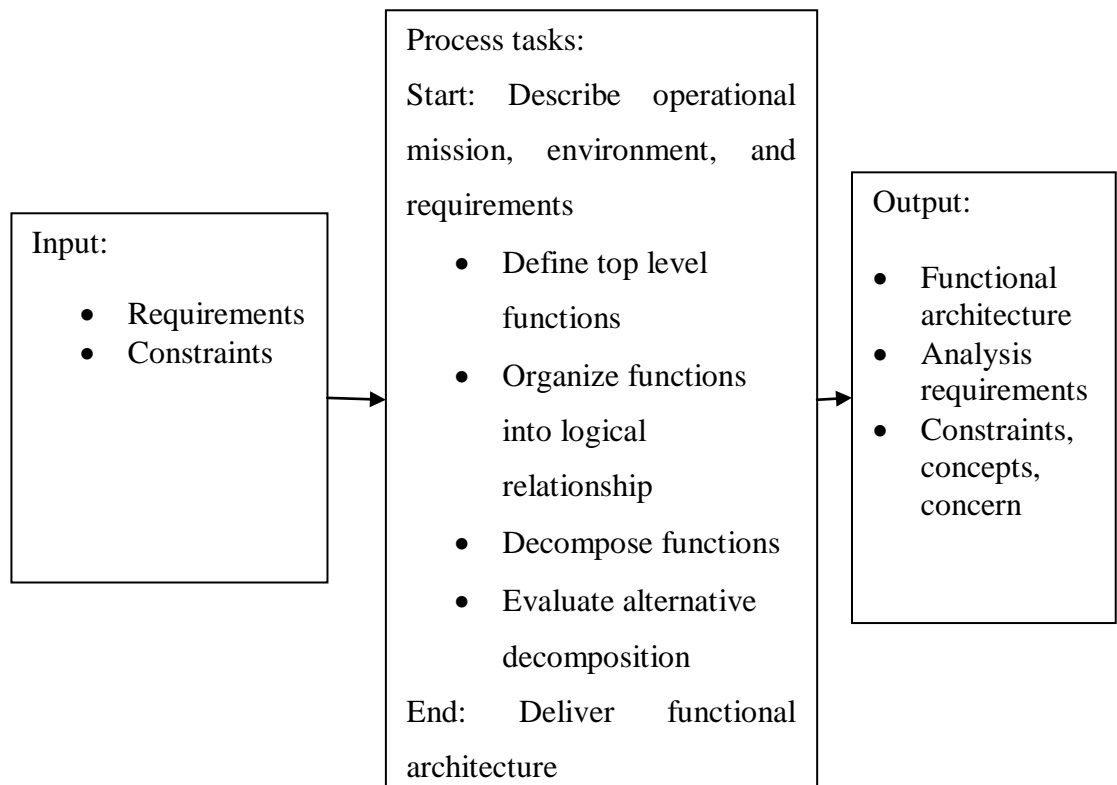 Input:
• Requirements
• Constraints
Process tasks:
Start: Describe operational
mission, environment, and
requirements
• Define top level
functions
• Organize functions
into logical
relationship
• Decompose functions
• Evaluate alternative
decomposition
End: Deliver functional
architecture
Output:
• Functional
architecture
• Analysis
requirements
• Constraints,
concepts,
concern